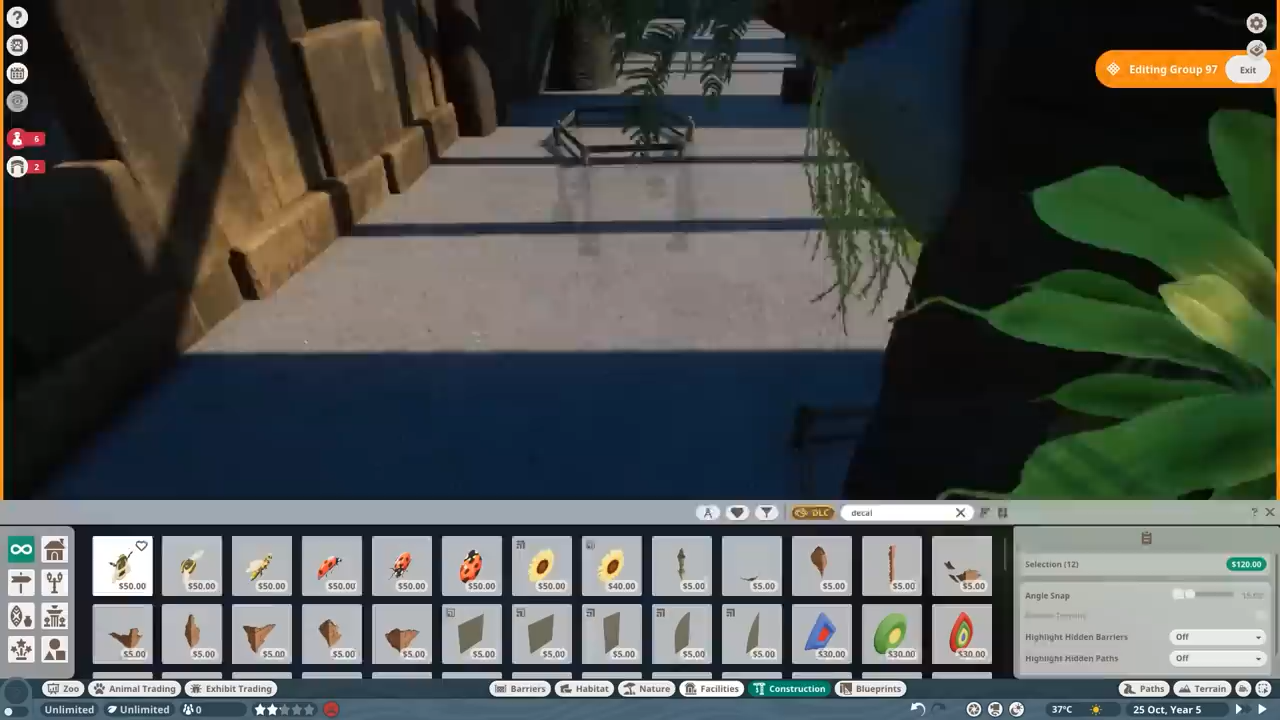 Editing Group 97
Exit
6
2
DLC
decal
$50.00 $50.00 $50.00 $50.00 $50.00 $50.00 $50.00 $40.00 $5.00 $5.00 $5.00 $5.00 $5.00
$5.00 $5.00 $5.00 $5.00 $5.00 $5.00 $5.00 $5.00 $5.00 $5.00 $30.00 $30.00 $30.00
Selection (12) $120.00
Angle Snap
Highlight Hidden Barriers Off
Highlight Hidden Paths Off
Zoo Animal Trading Exhibit Trading Barriers Habitat Nature Facilities Construction Blueprints Paths Terrain
Unlimited Unlimited 0 37°C 25 Oct, Year 5